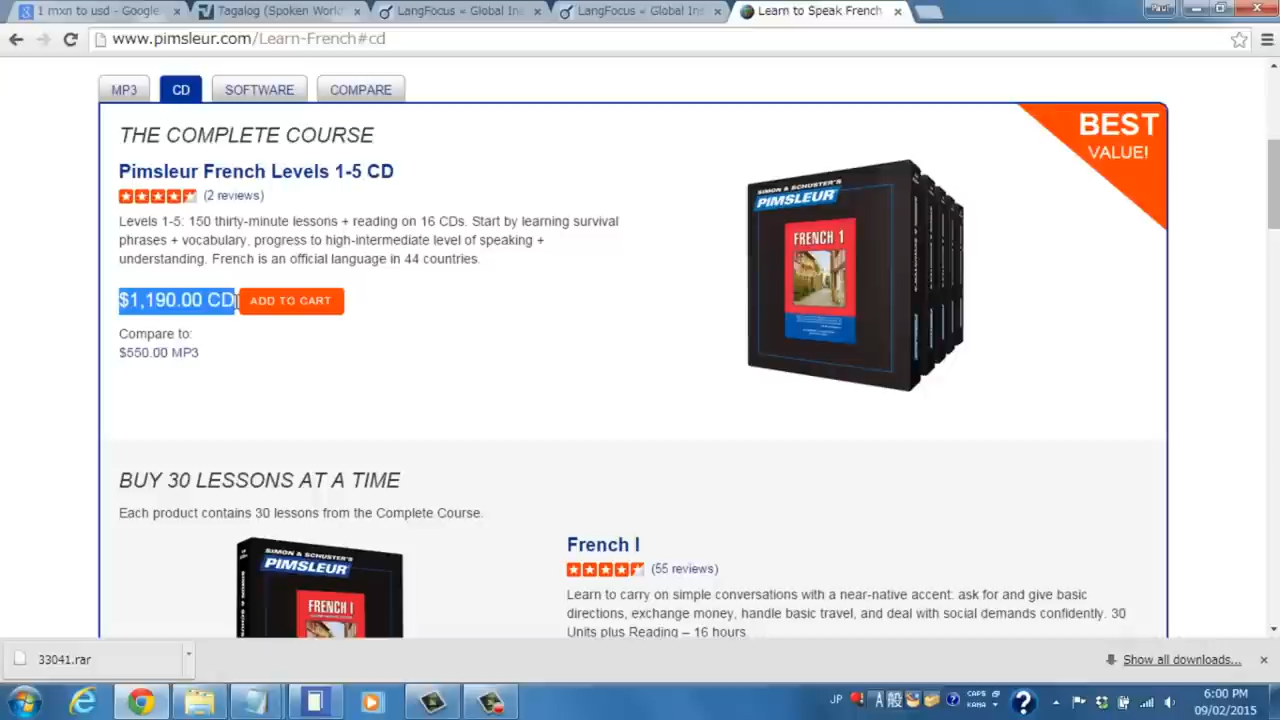 1 mxn to usd - Google
Tagalog (Spoken World
LangFocus « Global Ins
LangFocus « Global Ins
Learn to Speak French
Paul
www.pimsleur.com/Learn-French#cd
MP3
CD
SOFTWARE
COMPARE
THE COMPLETE COURSE
BEST
VALUE!
Pimsleur French Levels 1-5 CD
(2 reviews)
Levels 1-5: 150 thirty-minute lessons + reading on 16 CDs. Start by learning survival
phrases + vocabulary, progress to high-intermediate level of speaking +
understanding. French is an official language in 44 countries.
$1,190.00 CD
ADD TO CART
Compare to:
$550.00 MP3
SIMON & SCHUSTER'S
PIMSLEUR
FRENCH 1
BUY 30 LESSONS AT A TIME
Each product contains 30 lessons from the Complete Course.
SIMON & SCHUSTER'S
PIMSLEUR
FRENCH I
French I
(55 reviews)
Learn to carry on simple conversations with a near-native accent: ask for and give basic
directions, exchange money, handle basic travel, and deal with social demands confidently. 30
Units plus Reading – 16 hours
33041.rar
Show all downloads...
JP
A
般
CAPS
KANA
6:00 PM
09/02/2015